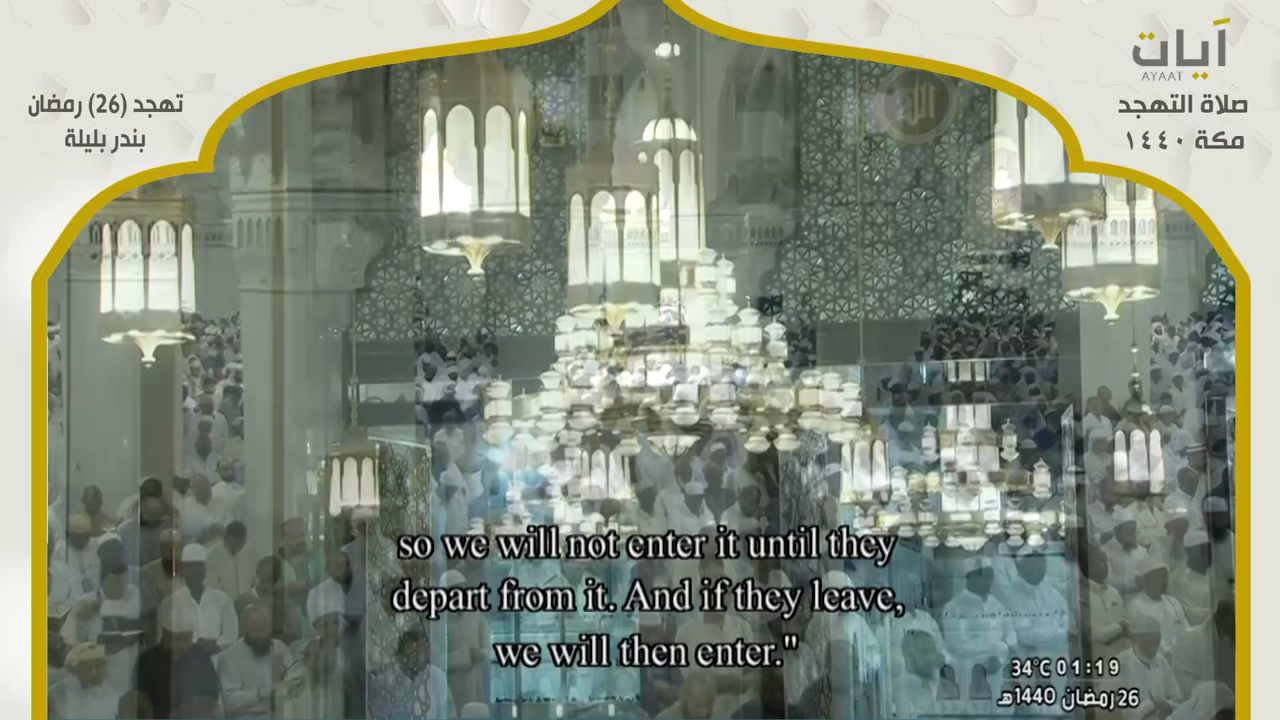 آيات
AYAAT
صلاة التهجد
مكة ١٤٤٠
تهجد (26) رمضان
بندر بليلة
so we will not enter it until they
depart from it. And if they leave,
we will then enter."
34°C 01:19
26 رمضان 1440هـ